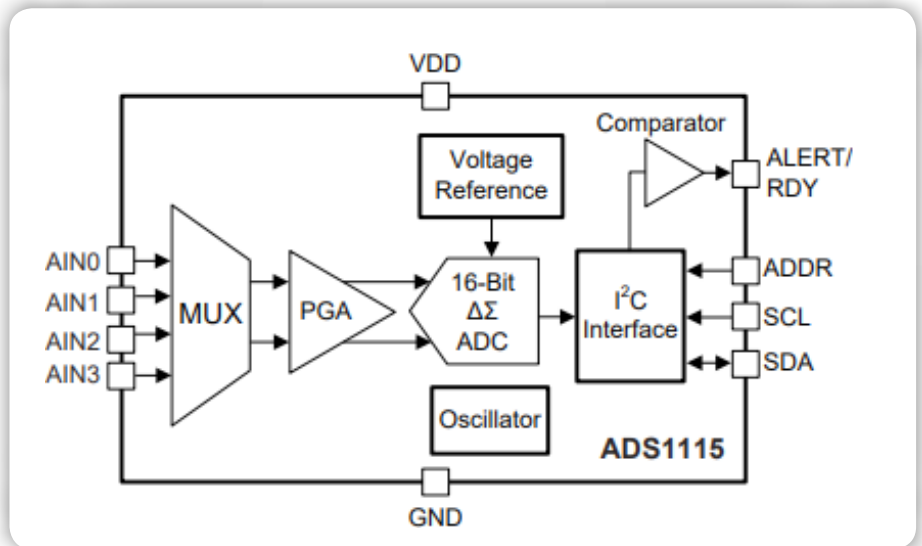 VDD
Comparator
ALERT/
RDY
Voltage
Reference
AIN0
AIN1
AIN2
AIN3
MUX
PGA
16-Bit
ΔΣ
ADC
I²C
Interface
ADDR
SCL
SDA
Oscillator
ADS1115
GND